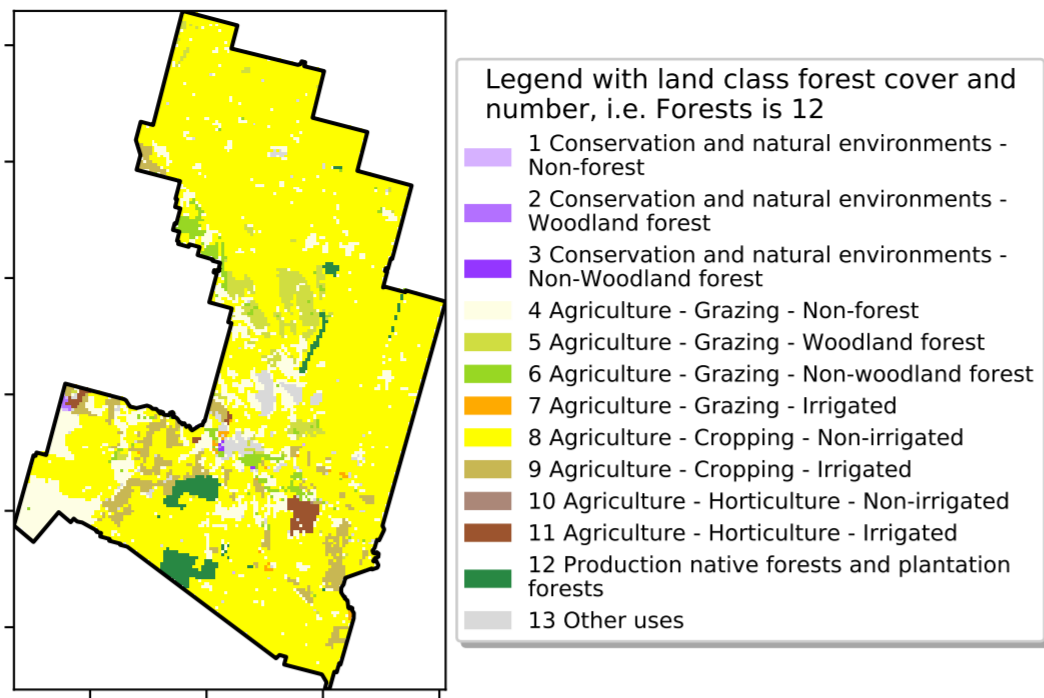 Legend with land class forest cover and
number, i.e. Forests is 12
1 Conservation and natural environments -
Non-forest
2 Conservation and natural environments -
Woodland forest
3 Conservation and natural environments -
Non-Woodland forest
4 Agriculture - Grazing - Non-forest
5 Agriculture - Grazing - Woodland forest
6 Agriculture - Grazing - Non-woodland forest
7 Agriculture - Grazing - Irrigated
8 Agriculture - Cropping - Non-irrigated
9 Agriculture - Cropping - Irrigated
10 Agriculture - Horticulture - Non-irrigated
11 Agriculture - Horticulture - Irrigated
12 Production native forests and plantation
forests
13 Other uses